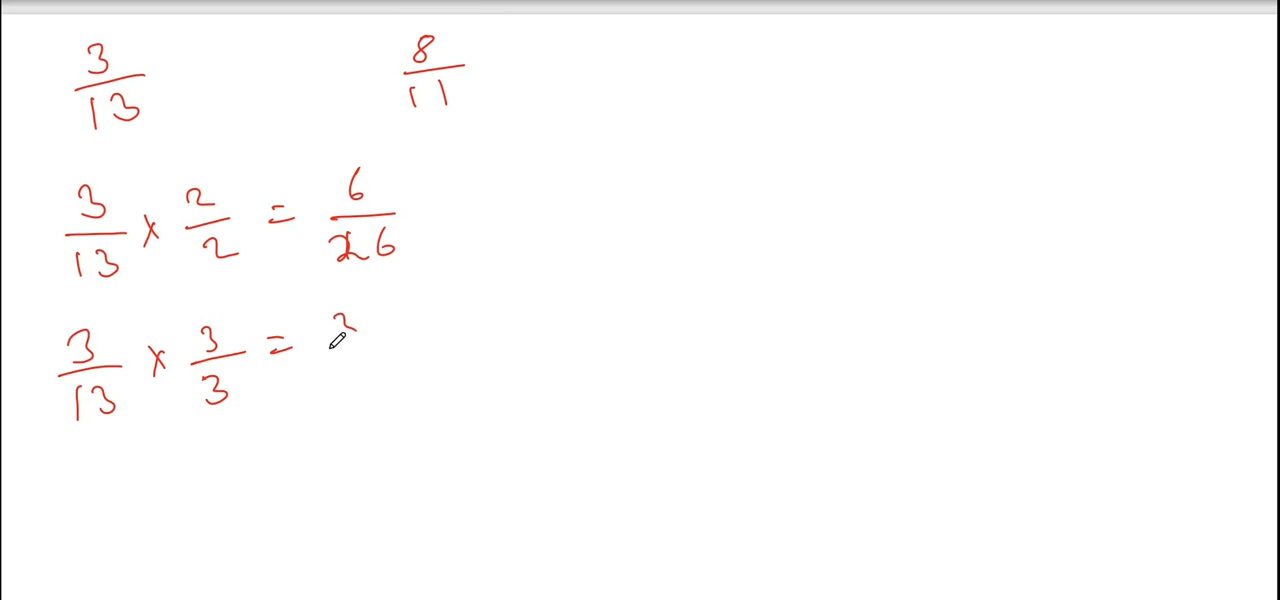 3/13 8/11
3/13 × 2/2 = 6/26
3/13 × 3/3 =